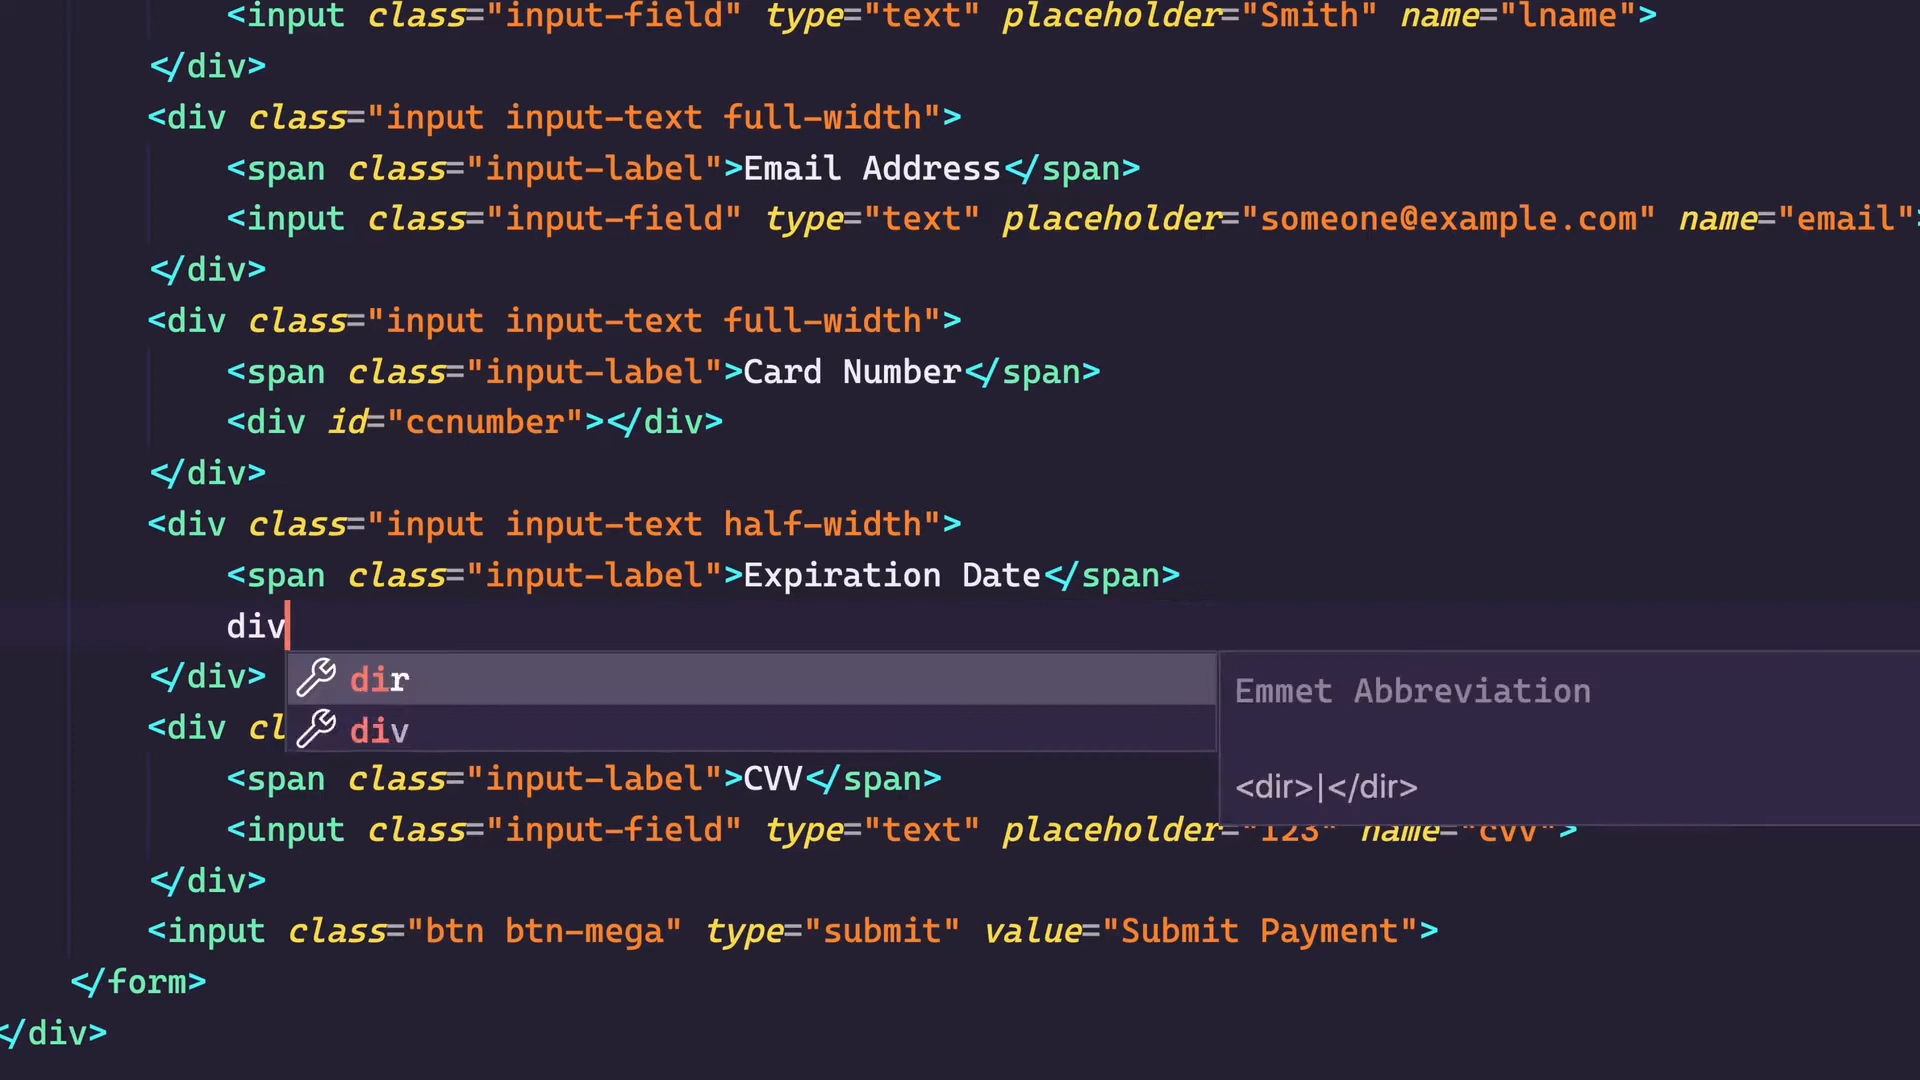 <input class="input-field" type="text" placeholder="Smith" name="lname">
</div>
<div class="input input-text full-width">
<span class="input-label">Email Address</span>
<input class="input-field" type="text" placeholder="someone@example.com" name="email">
</div>
<div class="input input-text full-width">
<span class="input-label">Card Number</span>
<div id="ccnumber"></div>
</div>
<div class="input input-text half-width">
<span class="input-label">Expiration Date</span>
div
</div>
dir
Emmet Abbreviation
<div cl
div
<span class="input-label">CVV</span>
<dir>|</dir>
<input class="input-field" type="text" placeholder="123" name="cvv">
</div>
<input class="btn btn-mega" type="submit" value="Submit Payment">
</form>
</div>